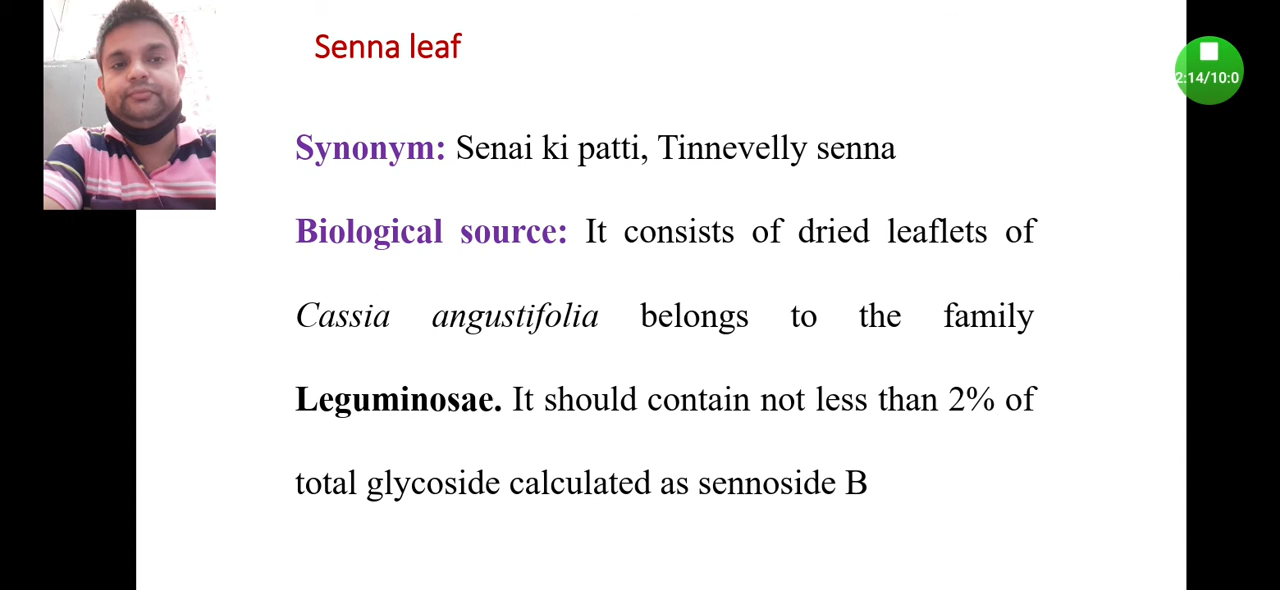 Senna leaf
2:14/10:0
Synonym: Senai ki patti, Tinnevelly senna
Biological source: It consists of dried leaflets of
Cassia angustifolia belongs to the family
Leguminosae. It should contain not less than 2% of
total glycoside calculated as sennoside B